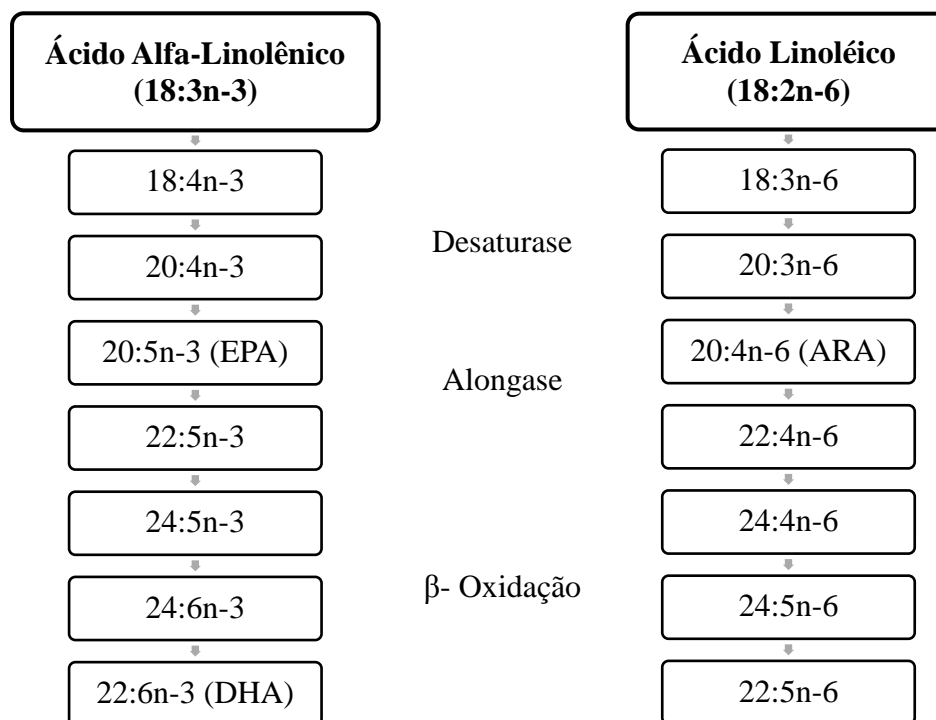 Ácido Alfa-Linolênico
(18:3n-3)
18:4n-3
20:4n-3
20:5n-3 (EPA)
22:5n-3
24:5n-3
24:6n-3
22:6n-3 (DHA)
Desaturase
Alongase
β- Oxidação
Ácido Linoléico
(18:2n-6)
18:3n-6
20:3n-6
20:4n-6 (ARA)
22:4n-6
24:4n-6
24:5n-6
22:5n-6